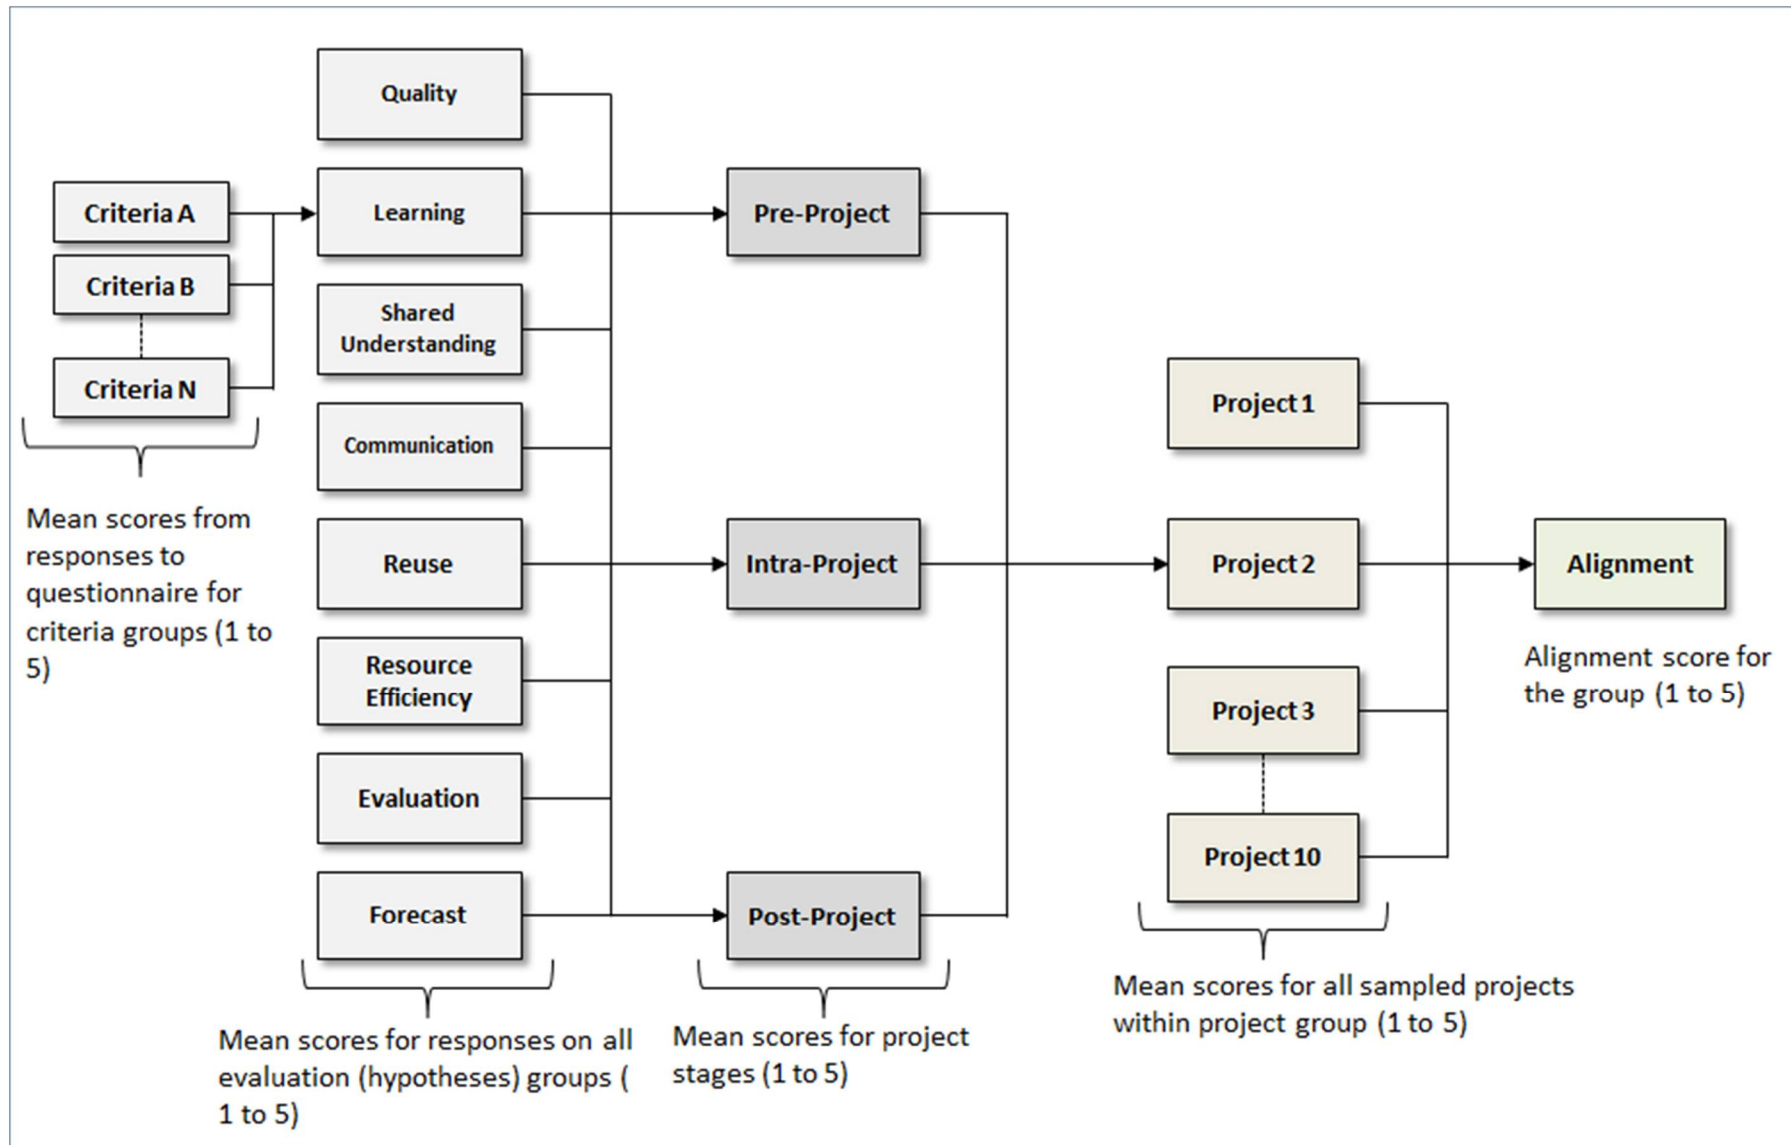 Quality
Criteria A
Learning
Pre-Project
Criteria B
Shared
Understanding
Criteria N
Project 1
Communication
Mean scores from
responses to
questionnaire for
criteria groups (1 to
5)
Reuse
Intra-Project
Project 2
Alignment
Resource
Efficiency
Project 3
Alignment score for
the group (1 to 5)
Evaluation
Project 10
Forecast
Post-Project
Mean scores for responses on all
evaluation (hypotheses) groups (
1 to 5)
Mean scores for project
stages (1 to 5)
Mean scores for all sampled projects
within project group (1 to 5)